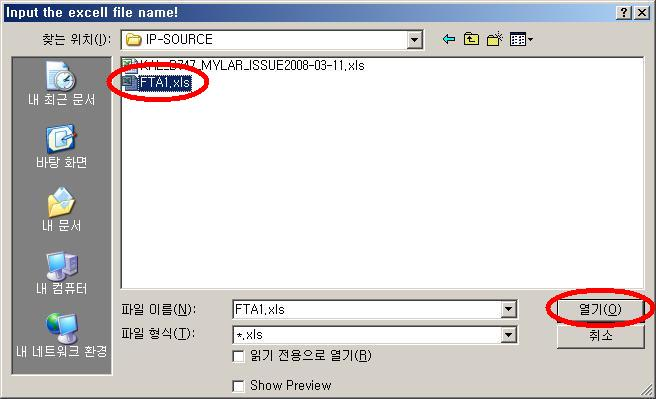 Input the excell file name!
찾는 위치(I):
IP-SOURCE
KAL_B747_MYLAR_ISSUE2008-03-11.xls
FTA1.xls
내 최근 문서
바탕 화면
내 문서
내 컴퓨터
내 네트워크 환경
파일 이름(N):
FTA1.xls
열기(O)
파일 형식(T):
*.xls
취소
읽기 전용으로 열기(R)
Show Preview